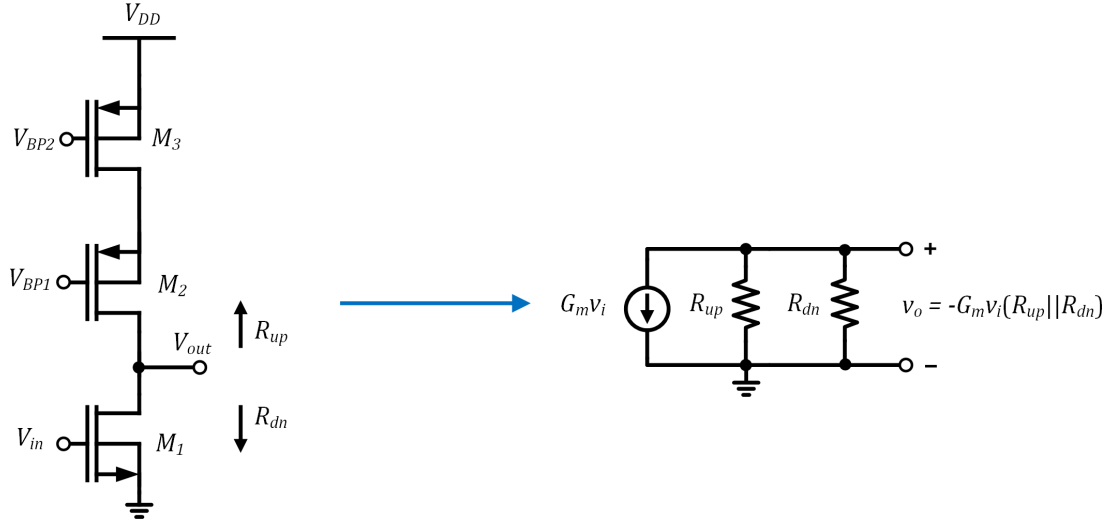 V_DD
V_BP2
M_3
V_BP1
M_2
R_up
V_out
R_dn
V_in
M_1
G_m v_i
R_up
R_dn
+
v_o = -G_m v_i(R_up||R_dn)
−